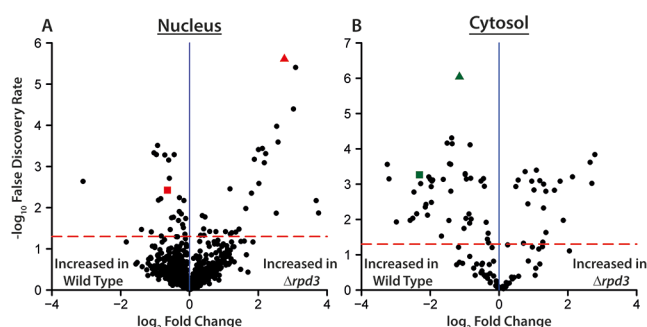 A Nucleus
B Cytosol
-log10 False Discovery Rate
6
5
4
3
2
1
0
Increased in
Wild Type
Increased in
Δrpd3
−4 −2 0 2 4
log2 Fold Change
7
6
5
4
3
2
1
0
Increased in
Wild Type
Increased in
Δrpd3
−4 −2 0 2 4
log2 Fold Change